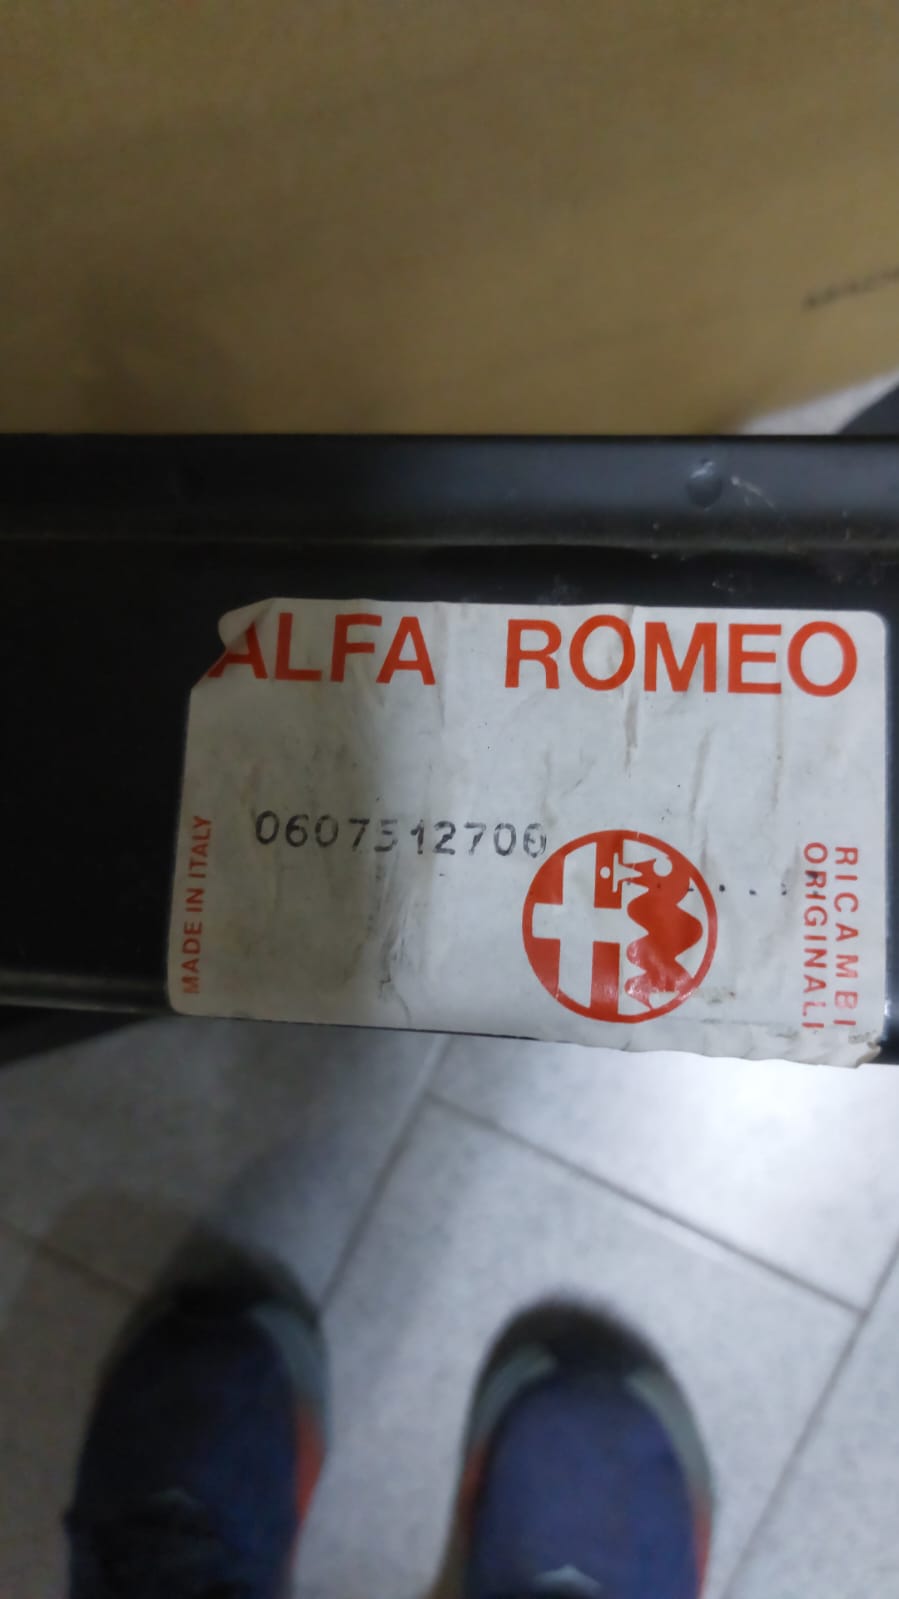 ALFA ROMEO
0607512700
MADE IN ITALY
RICAMBI
ORIGINALI